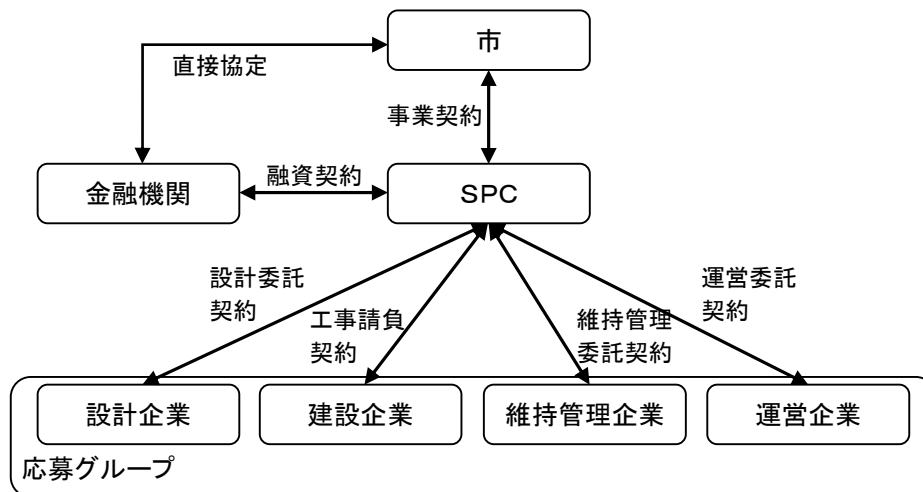 市
直接協定
事業契約
金融機関
融資契約
SPC
設計委託
契約
工事請負
契約
維持管理
委託契約
運営委託
契約
設計企業
建設企業
維持管理企業
運営企業
応募グループ